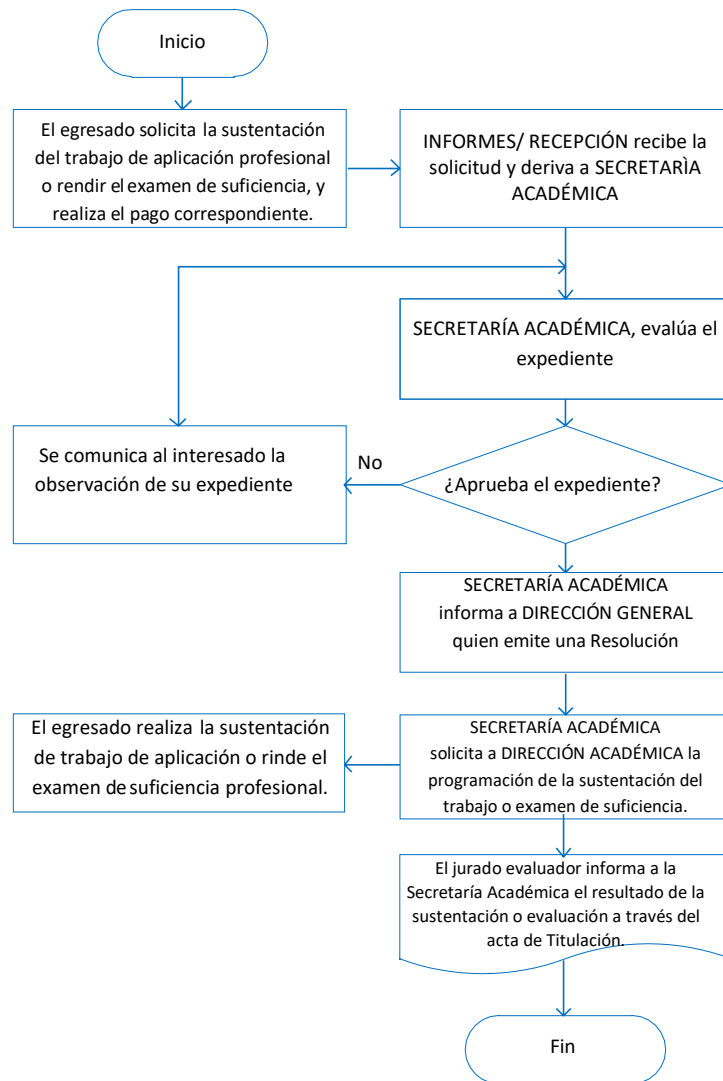 Inicio
El egresado solicita la sustentación
del trabajo de aplicación profesional
o rendir el examen de suficiencia, y
realiza el pago correspondiente.
INFORMES/ RECEPCIÓN recibe la
solicitud y deriva a SECRETARÌA
ACADÉMICA
SECRETARÍA ACADÉMICA, evalúa el
expediente
Se comunica al interesado la
observación de su expediente
No
¿Aprueba el expediente?
SECRETARÍA ACADÉMICA
informa a DIRECCIÓN GENERAL
quien emite una Resolución
El egresado realiza la sustentación
de trabajo de aplicación o rinde el
examen de suficiencia profesional.
SECRETARÍA ACADÉMICA
solicita a DIRECCIÓN ACADÉMICA la
programación de la sustentación del
trabajo o examen de suficiencia.
El jurado evaluador informa a la
Secretaría Académica el resultado de la
sustentación o evaluación a través del
acta de Titulación.
Fin